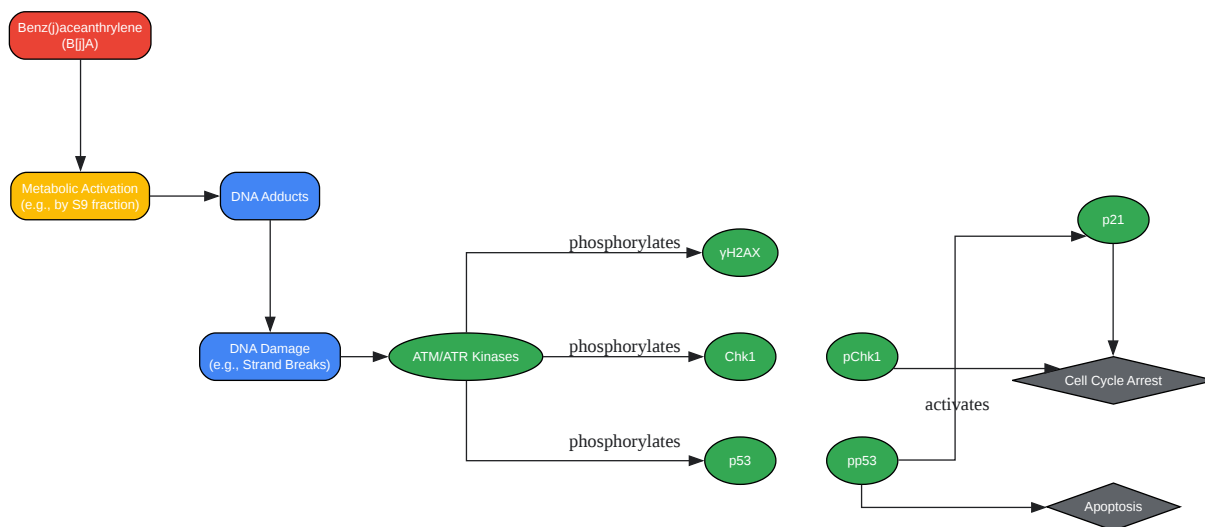 Benz(j)aceanthrylene
(B[j]A)
Metabolic Activation
(e.g., by S9 fraction)
DNA Adducts
p21
phosphorylates
γH2AX
DNA Damage
(e.g., Strand Breaks)
ATM/ATR Kinases
phosphorylates
Chk1
pChk1
Cell Cycle Arrest
activates
phosphorylates
p53
pp53
Apoptosis